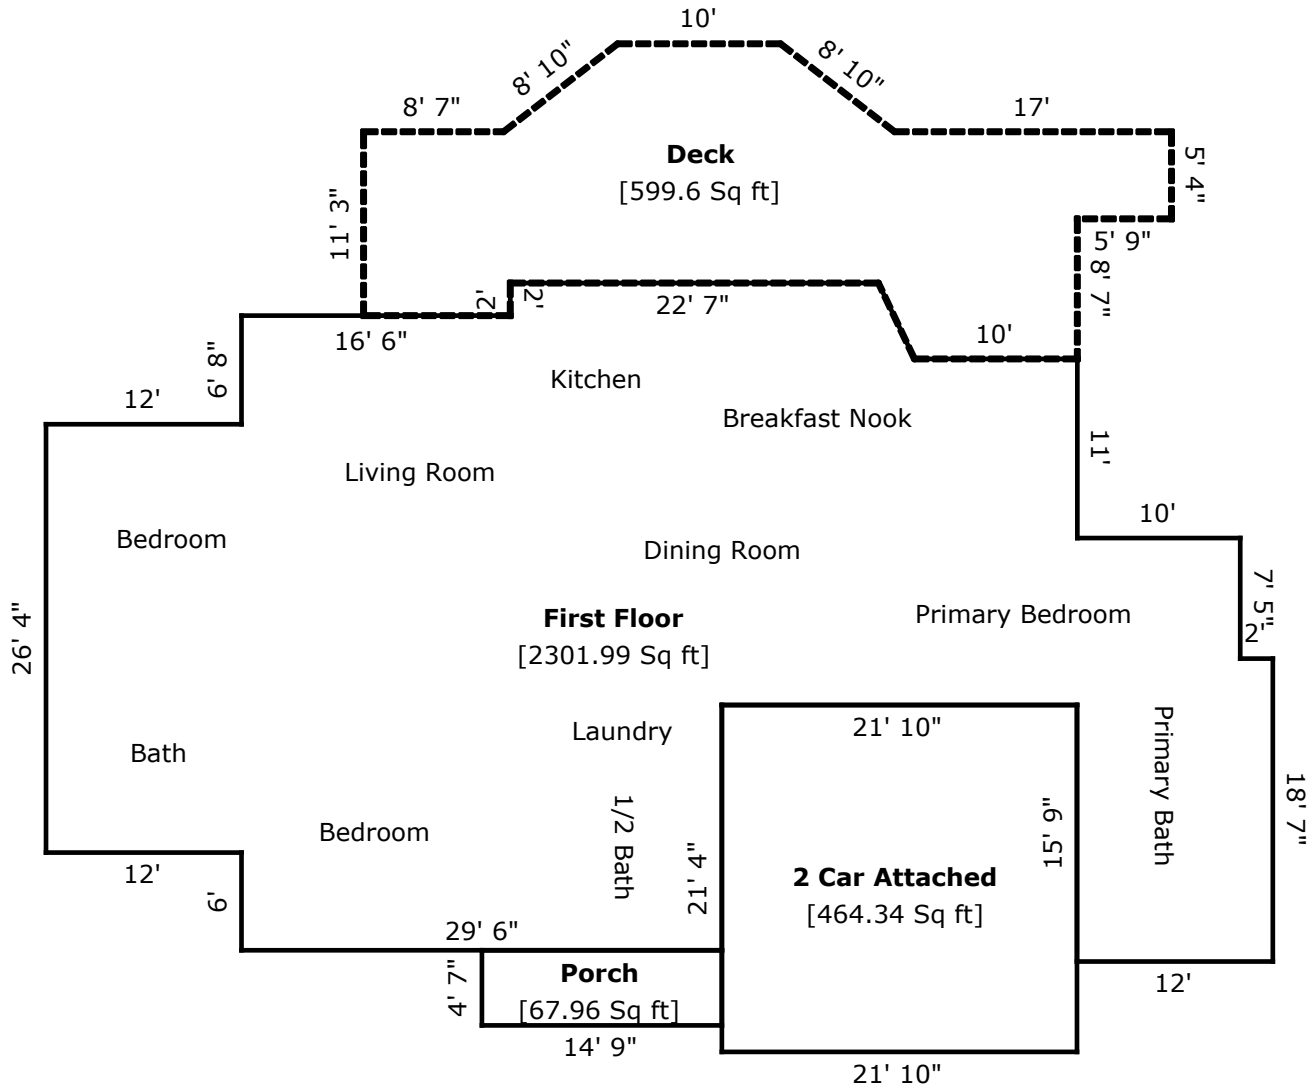 10'
8' 10"
8' 10"
8' 7"
17'
Deck
[599.6 Sq ft]
5' 4"
11' 3"
5' 9"
8' 7"
2'
2'
22' 7"
16' 6"
10'
6' 8"
Kitchen
12'
Breakfast Nook
11'
Living Room
10'
Bedroom
Dining Room
7' 5"
First Floor
[2301.99 Sq ft]
Primary Bedroom
2'
26' 4"
Laundry
21' 10"
Primary Bath
Bath
18' 7"
Bedroom
1/2 Bath
21' 4"
15' 9"
2 Car Attached
[464.34 Sq ft]
12'
6'
29' 6"
4' 7"
Porch
[67.96 Sq ft]
12'
14' 9"
21' 10"